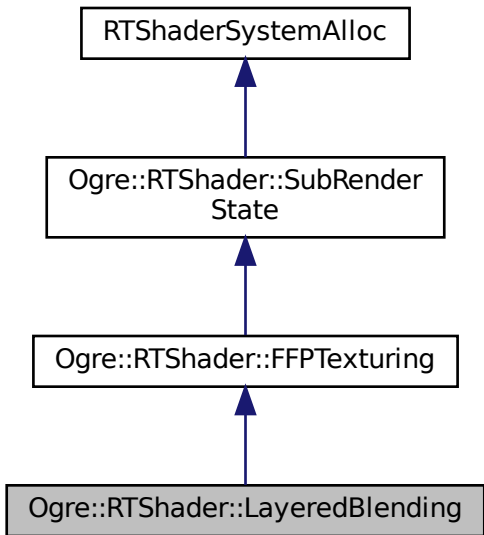 RTShaderSystemAlloc
Ogre::RTShader::SubRender
State
Ogre::RTShader::FFPTexturing
Ogre::RTShader::LayeredBlending